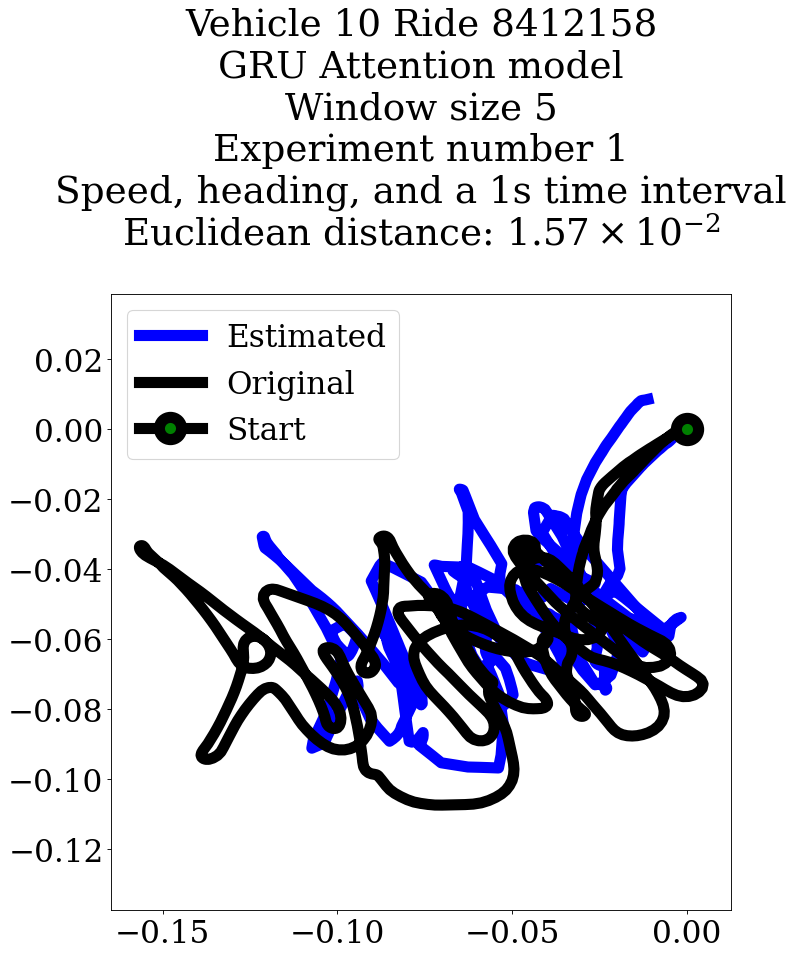 Vehicle 10 Ride 8412158
GRU Attention model
Window size 5
Experiment number 1
Speed, heading, and a 1s time interval
Euclidean distance: 1.57 × 10⁻²
Estimated
Original
Start
0.02
0.00
−0.02
−0.04
−0.06
−0.08
−0.10
−0.12
−0.15
−0.10
−0.05
0.00